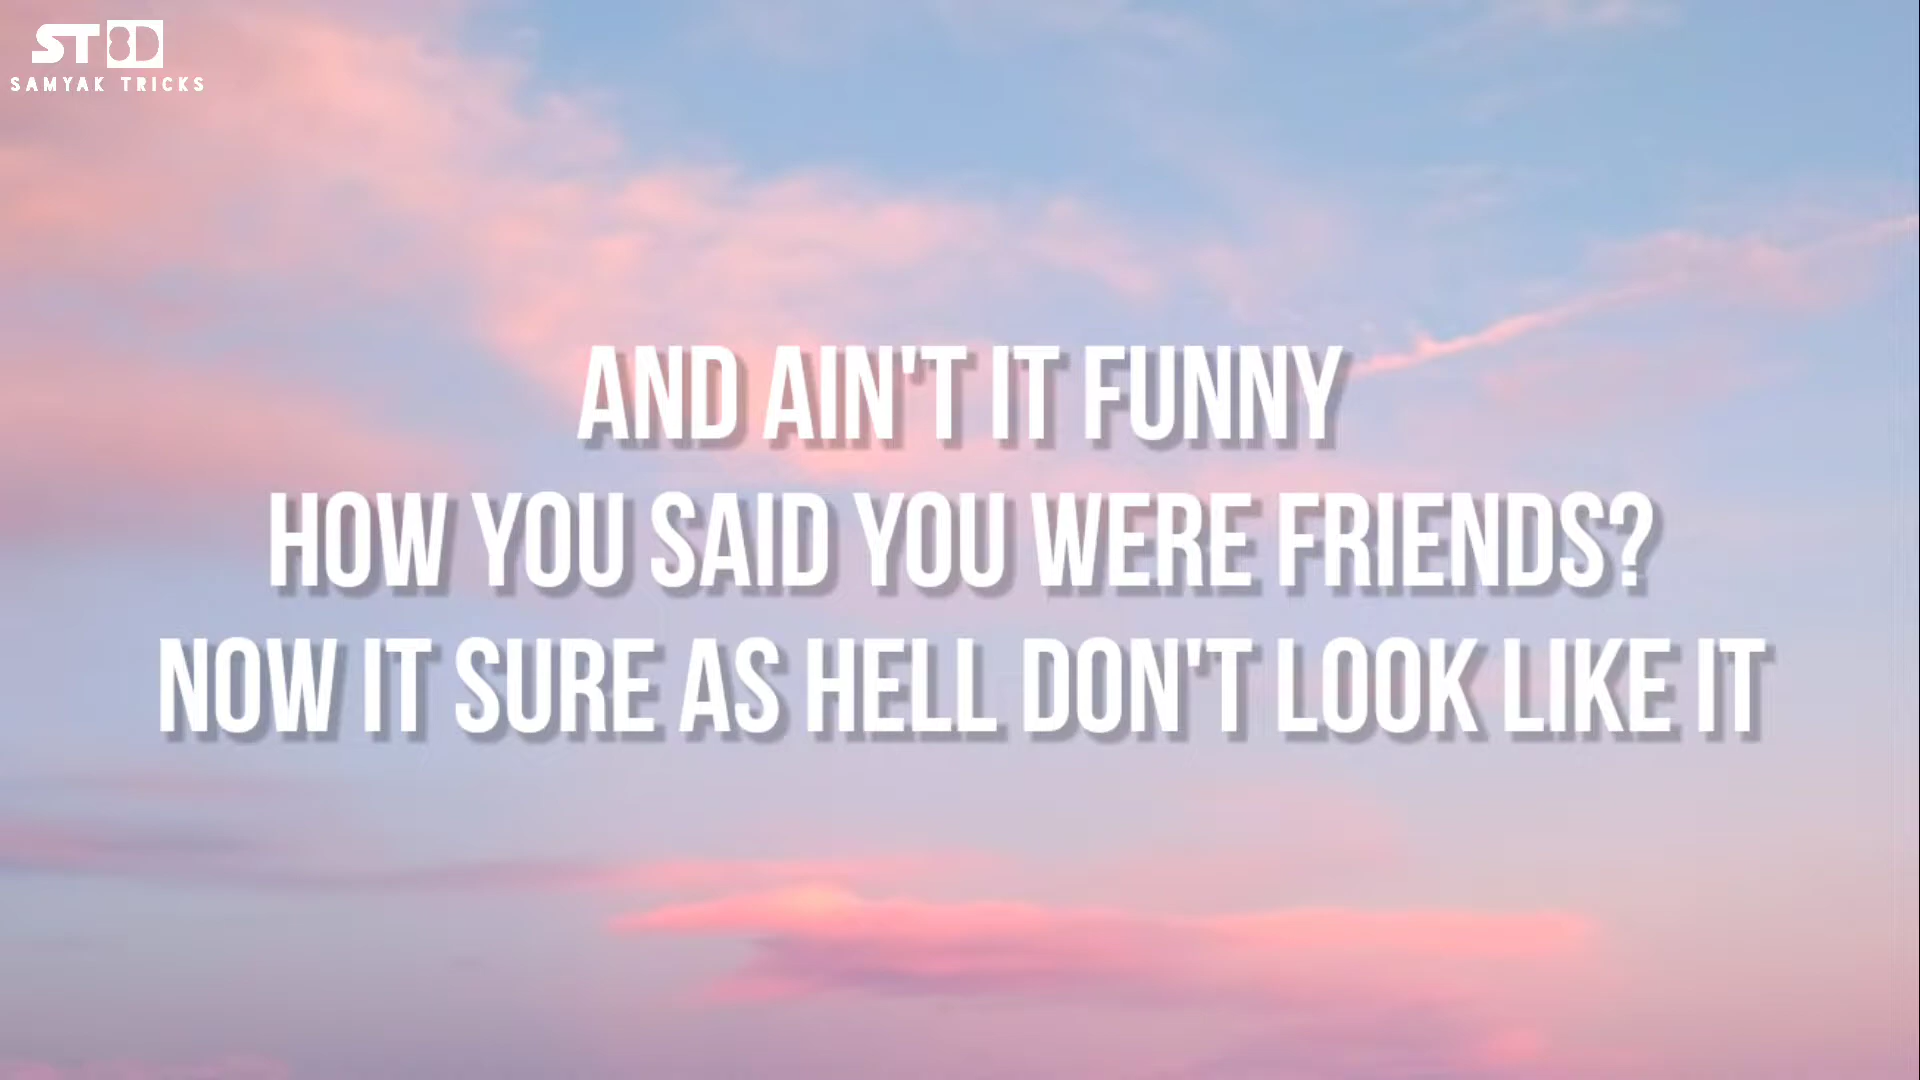 ST8D
SAMYAK TRICKS
AND AIN'T IT FUNNY
HOW YOU SAID YOU WERE FRIENDS?
NOW IT SURE AS HELL DON'T LOOK LIKE IT